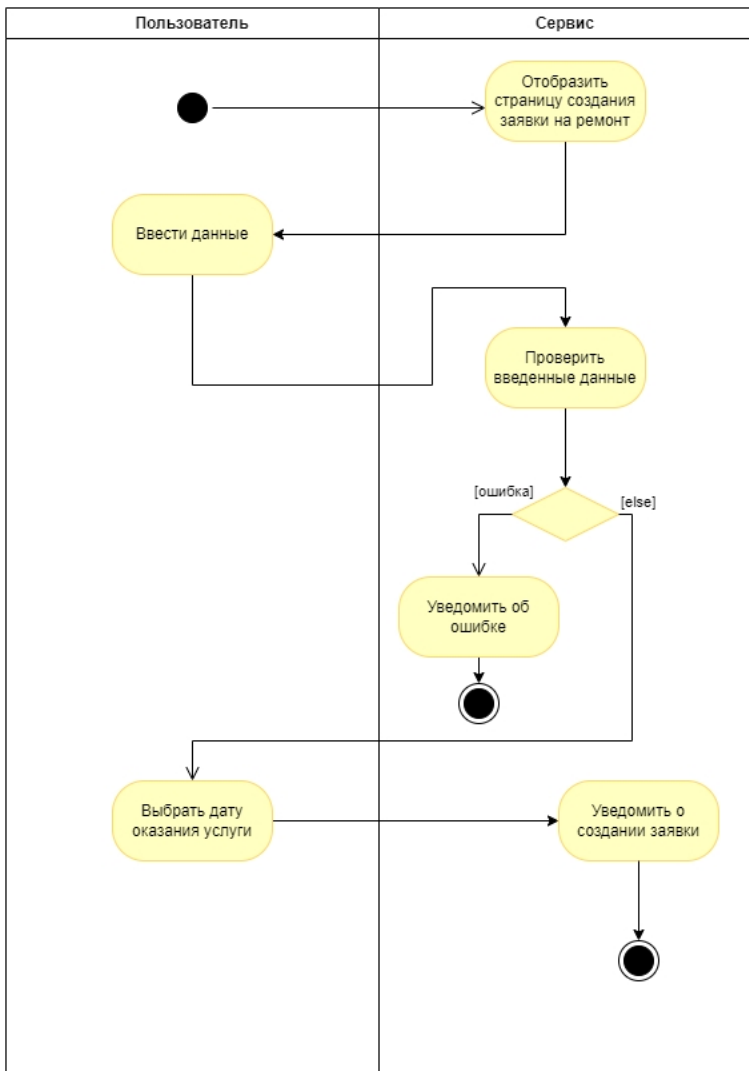 Пользователь
Сервис
Отобразить
страницу создания
заявки на ремонт
Ввести данные
Проверить
введенные данные
[ошибка]
[else]
Уведомить об
ошибке
Выбрать дату
оказания услуги
Уведомить о
создании заявки